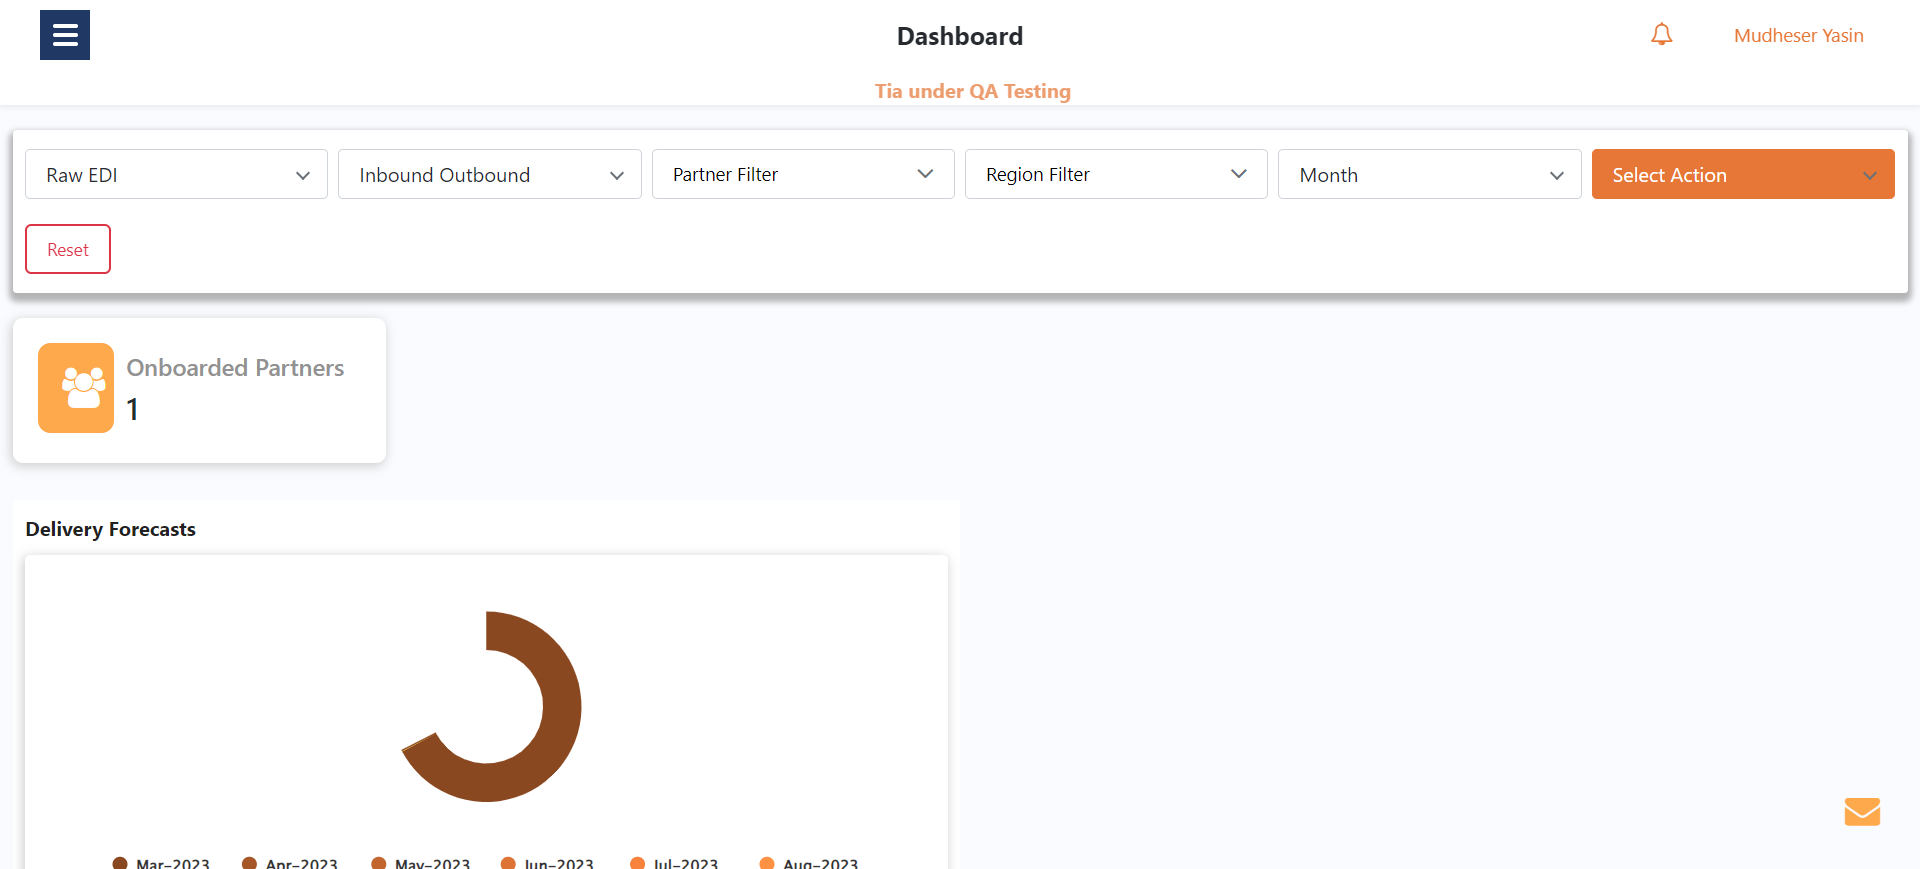 Dashboard
Mudheser Yasin
Tia under QA Testing
Raw EDI
Inbound Outbound
Partner Filter
Region Filter
Month
Select Action
Reset
Onboarded Partners
1
Delivery Forecasts
Mar-2023 Apr-2023 May-2023 Jun-2023 Jul-2023 Aug-2023